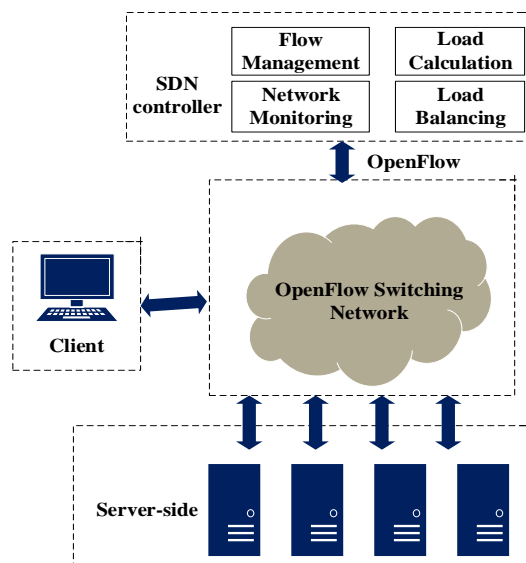 Flow
Management
Load
Calculation
SDN
controller
Network
Monitoring
Load
Balancing
OpenFlow
OpenFlow Switching
Network
Client
Server-side